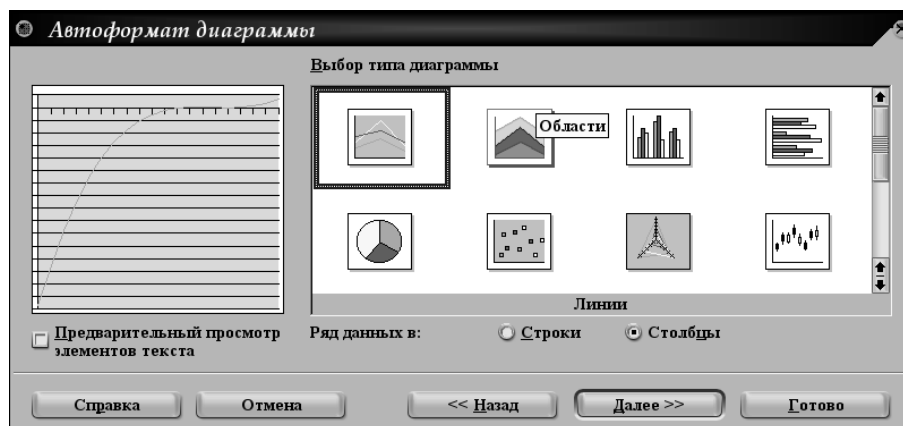 Автоформат диаграммы
Выбор типа диаграммы
Области
Линии
Предварительный просмотр
элементов текста
Ряд данных в:
Строки
Столбцы
Справка
Отмена
<< Назад
Далее >>
Готово